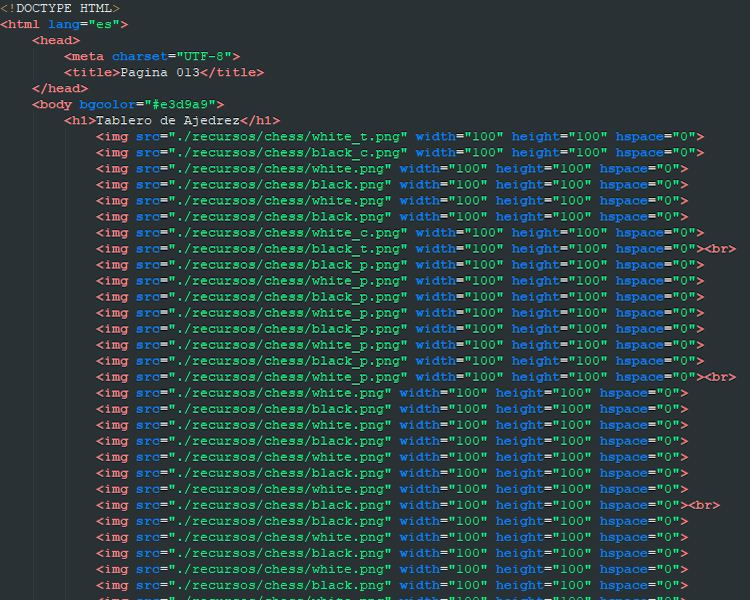 <!DOCTYPE HTML>
<html lang="es">
<head>
<meta charset="UTF-8">
<title>Pagina 013</title>
</head>
<body bgcolor="#e3d9a9">
<h1>Tablero de Ajedrez</h1>
<img src="./recursos/chess/white_t.png" width="100" height="100" hspace="0">
<img src="./recursos/chess/black_c.png" width="100" height="100" hspace="0">
<img src="./recursos/chess/white.png" width="100" height="100" hspace="0">
<img src="./recursos/chess/black.png" width="100" height="100" hspace="0">
<img src="./recursos/chess/white.png" width="100" height="100" hspace="0">
<img src="./recursos/chess/black.png" width="100" height="100" hspace="0">
<img src="./recursos/chess/white_c.png" width="100" height="100" hspace="0">
<img src="./recursos/chess/black_t.png" width="100" height="100" hspace="0"><br>
<img src="./recursos/chess/black_p.png" width="100" height="100" hspace="0">
<img src="./recursos/chess/white_p.png" width="100" height="100" hspace="0">
<img src="./recursos/chess/black_p.png" width="100" height="100" hspace="0">
<img src="./recursos/chess/white_p.png" width="100" height="100" hspace="0">
<img src="./recursos/chess/black_p.png" width="100" height="100" hspace="0">
<img src="./recursos/chess/white_p.png" width="100" height="100" hspace="0">
<img src="./recursos/chess/black_p.png" width="100" height="100" hspace="0">
<img src="./recursos/chess/white_p.png" width="100" height="100" hspace="0"><br>
<img src="./recursos/chess/white.png" width="100" height="100" hspace="0">
<img src="./recursos/chess/black.png" width="100" height="100" hspace="0">
<img src="./recursos/chess/white.png" width="100" height="100" hspace="0">
<img src="./recursos/chess/black.png" width="100" height="100" hspace="0">
<img src="./recursos/chess/white.png" width="100" height="100" hspace="0">
<img src="./recursos/chess/black.png" width="100" height="100" hspace="0">
<img src="./recursos/chess/white.png" width="100" height="100" hspace="0">
<img src="./recursos/chess/black.png" width="100" height="100" hspace="0"><br>
<img src="./recursos/chess/black.png" width="100" height="100" hspace="0">
<img src="./recursos/chess/white.png" width="100" height="100" hspace="0">
<img src="./recursos/chess/black.png" width="100" height="100" hspace="0">
<img src="./recursos/chess/white.png" width="100" height="100" hspace="0">
<img src="./recursos/chess/black.png" width="100" height="100" hspace="0">